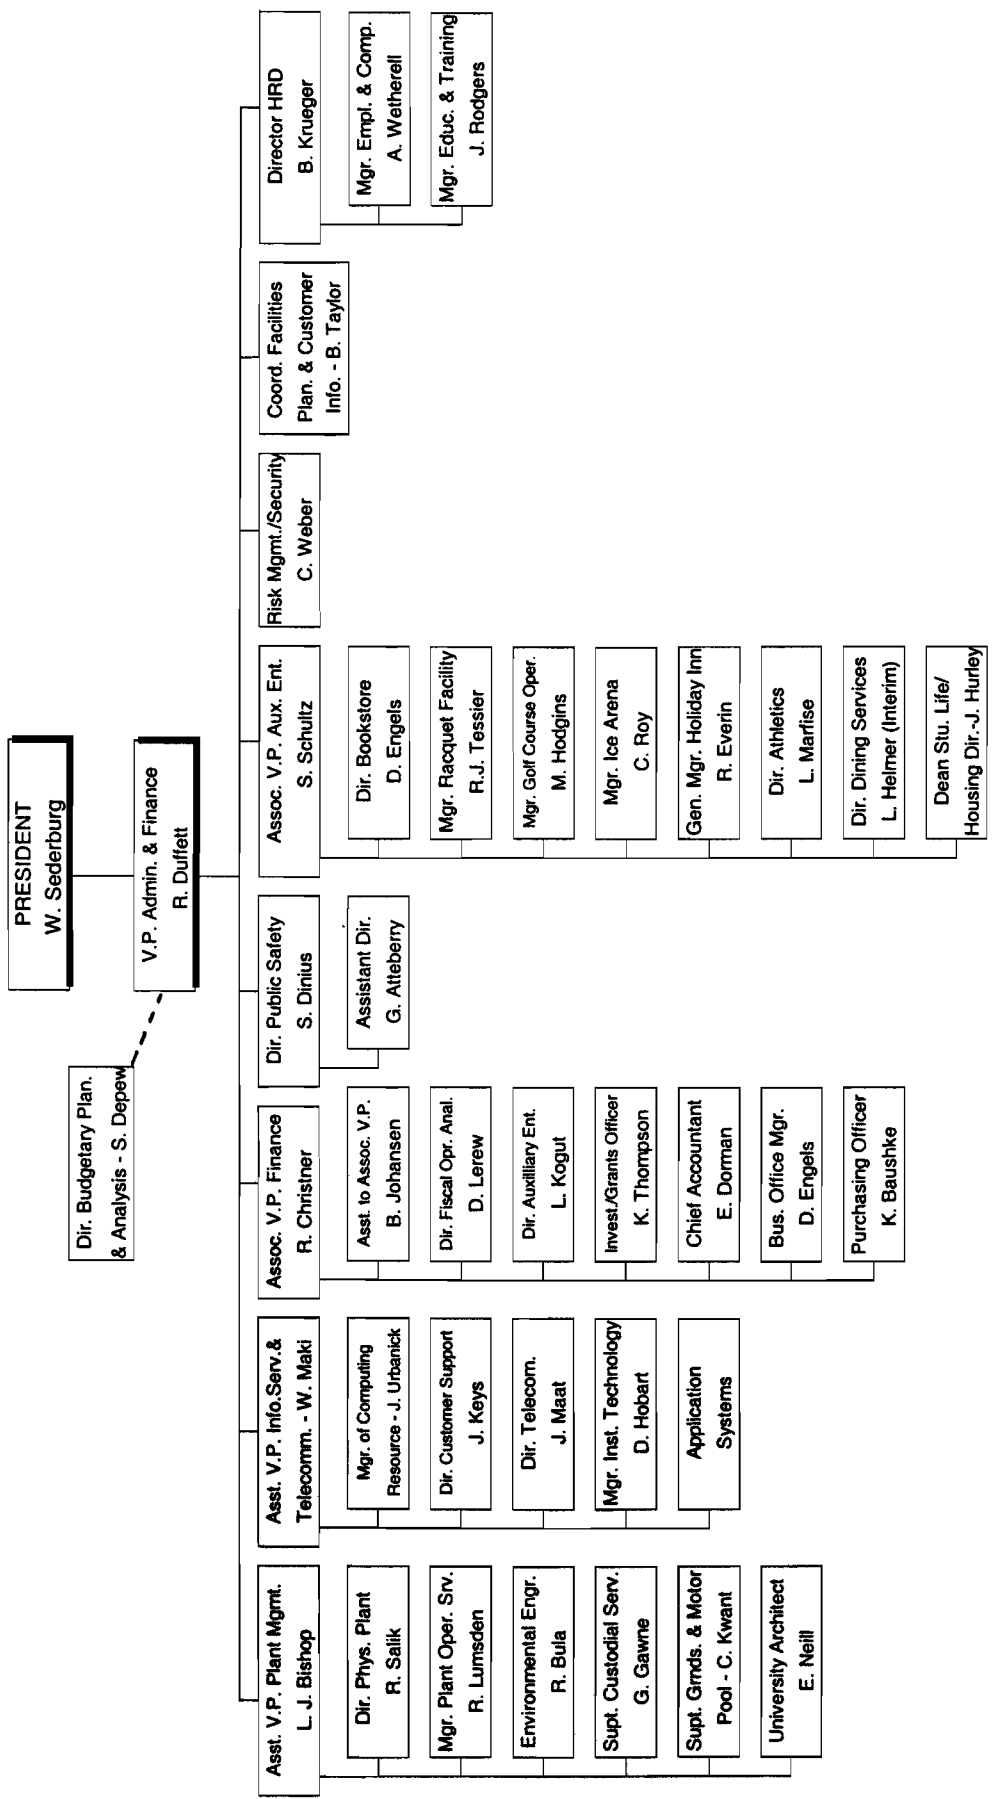 PRESIDENT
W. Sederburg
V.P. Admin. & Finance
R. Duffett
Dir. Budgetary Plan.
& Analysis - S. Depew
Asst. V.P. Plant Mgmt.
L. J. Bishop
Dir. Phys. Plant
R. Salik
Mgr. Plant Oper. Srv.
R. Lumsden
Environmental Engr.
R. Bula
Supt. Custodial Serv.
G. Gawne
Supt. Grnds. & Motor
Pool - C. Kwant
University Architect
E. Neill
Asst. V.P. Info.Serv.&
Telecomm. - W. Maki
Mgr. of Computing
Resource - J. Urbanick
Dir. Customer Support
J. Keys
Dir. Telecom.
J. Maat
Mgr. Inst. Technology
D. Hobart
Application
Systems
Assoc. V.P. Finance
R. Christner
Asst. to Assoc. V.P.
B. Johansen
Dir. Fiscal Opr. Anal.
D. Lerew
Dir. Auxilliary Ent.
L. Kogut
Invest./Grants Officer
K. Thompson
Chief Accountant
E. Dorman
Bus. Office Mgr.
D. Engels
Purchasing Officer
K. Baushke
Dir. Public Safety
S. Dinius
Assistant Dir.
G. Atteberry
Assoc. V.P. Aux. Ent.
S. Schultz
Dir. Bookstore
D. Engels
Mgr. Racquet Facility
R.J. Tessier
Mgr. Golf Course Oper.
M. Hodgins
Mgr. Ice Arena
C. Roy
Gen. Mgr. Holiday Inn
R. Everin
Dir. Athletics
L. Marfise
Dir. Dining Services
L. Helmer (Interim)
Dean Stu. Life/
Housing Dir.-J. Hurley
Risk Mgmt./Security
C. Weber
Coord. Facilities
Plan. & Customer
Info. - B. Taylor
Director HRD
B. Krueger
Mgr. Empl. & Comp.
A. Wetherell
Mgr. Educ. & Training
J. Rodgers